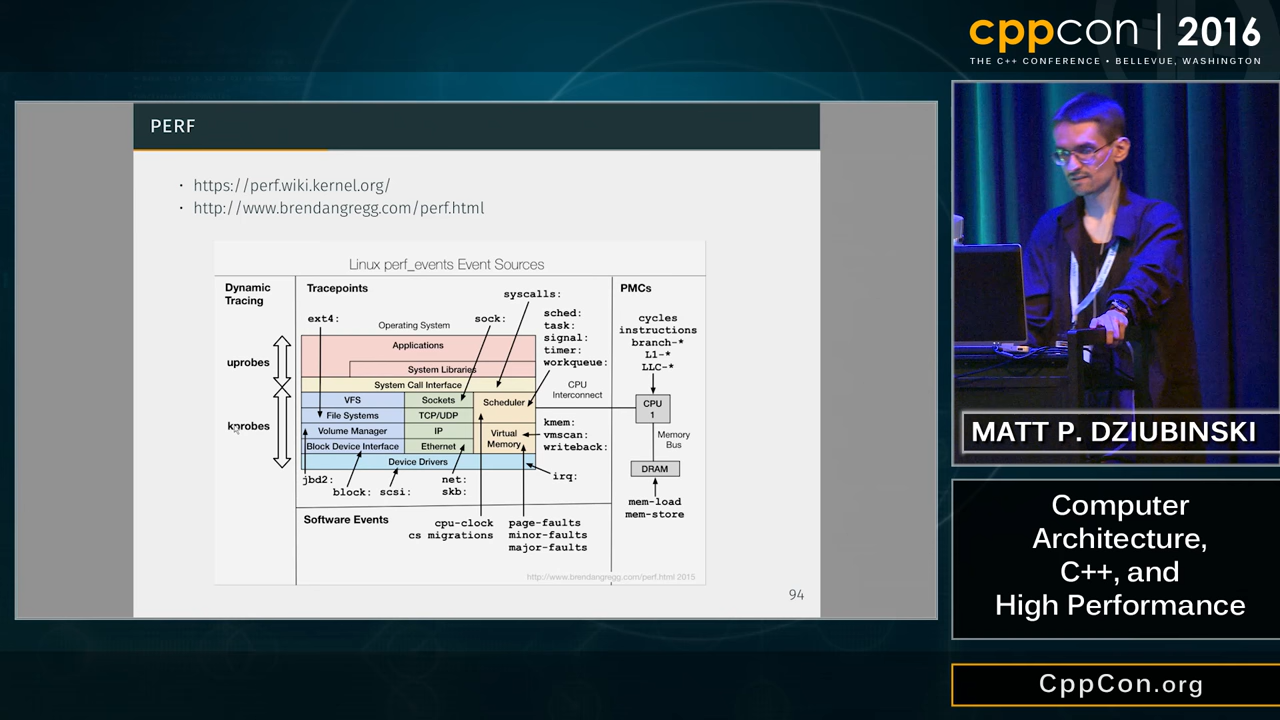 cppcon | 2016
THE C++ CONFERENCE • BELLEVUE, WASHINGTON
PERF
• https://perf.wiki.kernel.org/
• http://www.brendangregg.com/perf.html
Linux perf_events Event Sources
Dynamic
Tracing
Tracepoints
PMCs
syscalls:
ext4:
Operating System
sock:
sched:
task:
signal:
timer:
workqueue:
cycles
instructions
branch-*
L1-*
LLC-*
uprobes
kprobes
Applications
System Libraries
System Call Interface
VFS
Sockets
Scheduler
File Systems
TCP/UDP
Volume Manager
IP
Virtual
Memory
Block Device Interface
Ethernet
Device Drivers
CPU
Interconnect
CPU
1
Memory
Bus
DRAM
kmem:
vmscan:
writeback:
irq:
jbd2:
block:
scsi:
net:
skb:
mem-load
mem-store
Software Events
cpu-clock
cs migrations
page-faults
minor-faults
major-faults
http://www.brendangregg.com/perf.html 2015
94
MATT P. DZIUBINSKI
Computer
Architecture,
C++, and
High Performance
CppCon.org